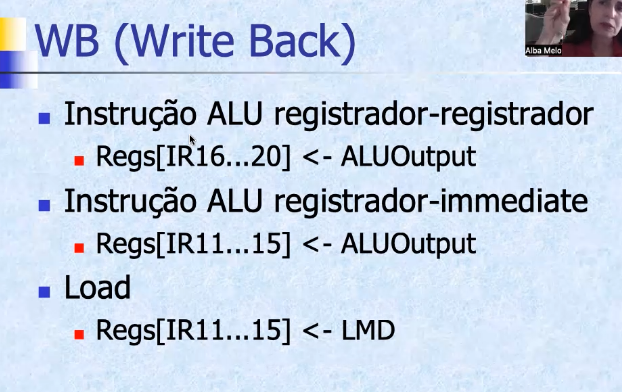 WB (Write Back)
Alba Melo
Instrução ALU registrador-registrador
Regs[IR16...20] <- ALUOutput
Instrução ALU registrador-immediate
Regs[IR11...15] <- ALUOutput
Load
Regs[IR11...15] <- LMD